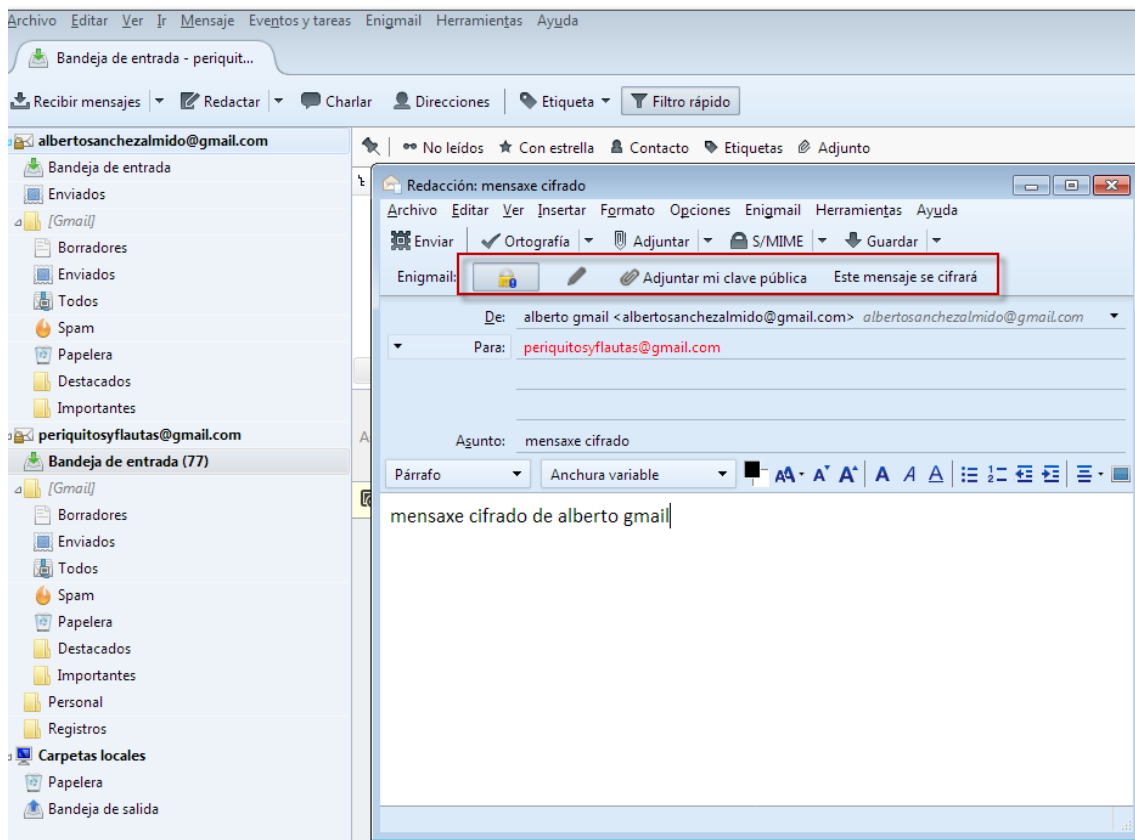 Archivo Editar Ver Ir Mensaje Eventos y tareas Enigmail Herramientas Ayuda
Bandeja de entrada - periquit...
Recibir mensajes Redactar Charlar Direcciones Etiqueta Filtro rápido
albertosanchezalmido@gmail.com
Bandeja de entrada
Enviados
[Gmail]
Borradores
Enviados
Todos
Spam
Papelera
Destacados
Importantes
periquitosyflautas@gmail.com
Bandeja de entrada (77)
[Gmail]
Borradores
Enviados
Todos
Spam
Papelera
Destacados
Importantes
Personal
Registros
Carpetas locales
Papelera
Bandeja de salida
No leídos Con estrella Contacto Etiquetas Adjunto
Redacción: mensaxe cifrado
Archivo Editar Ver Insertar Formato Opciones Enigmail Herramientas Ayuda
Enviar Ortografía Adjuntar S/MIME Guardar
Enigmail: Adjuntar mi clave pública Este mensaje se cifrará
De: alberto gmail <albertosanchezalmido@gmail.com> albertosanchezalmido@gmail.com
Para: periquitosyflautas@gmail.com
Asunto: mensaxe cifrado
Párrafo Anchura variable
mensaxe cifrado de alberto gmail